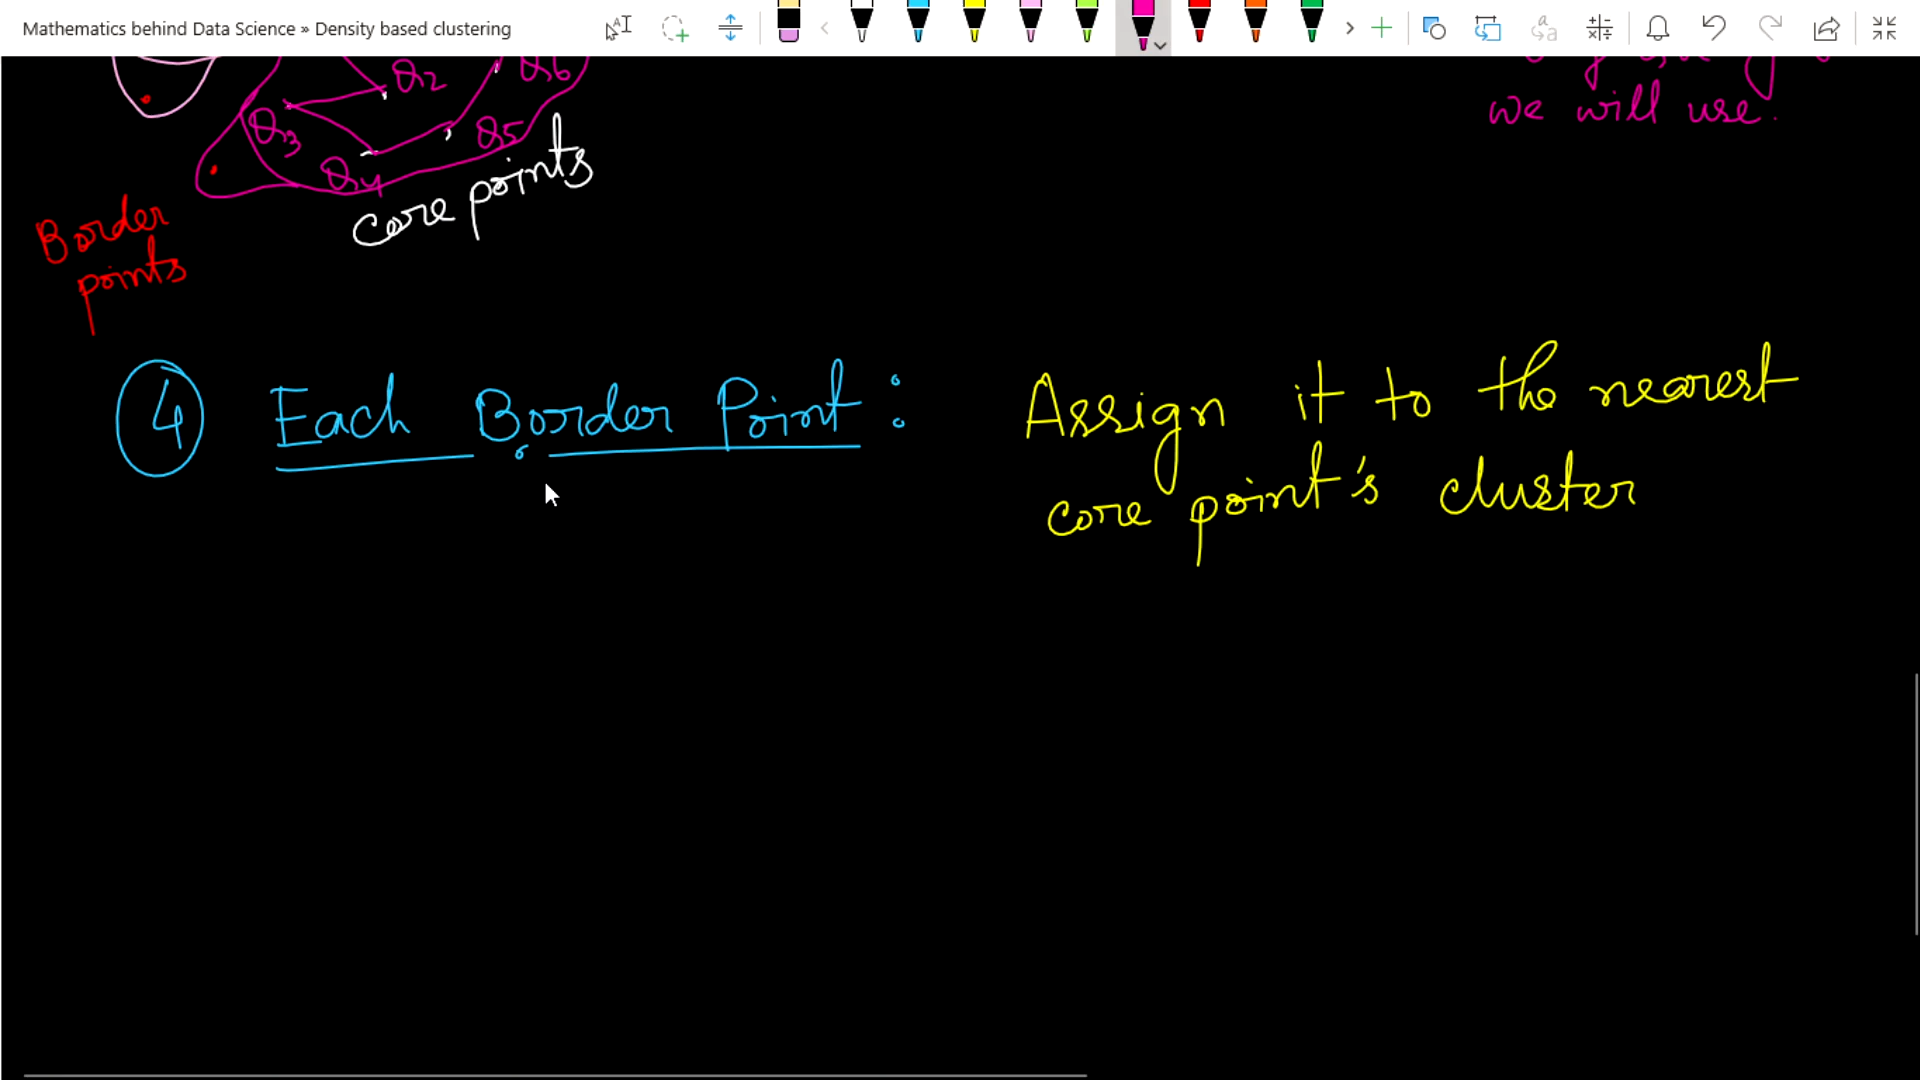 Mathematics behind Data Science » Density based clustering
Q2
Q6
we will use.
Q3
Q5
Q4
core points
Border
points
4 Each Border Point : Assign it to the nearest
core point's cluster